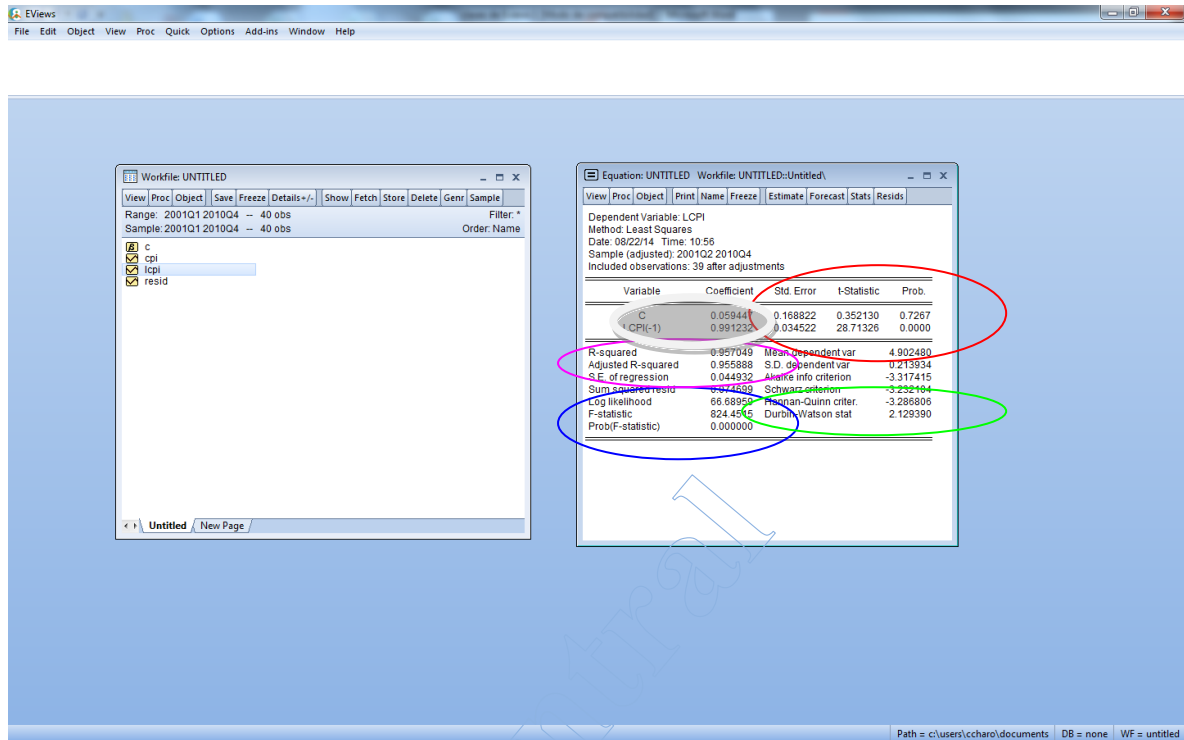 EViews
File Edit Object View Proc Quick Options Add-ins Window Help
Workfile: UNTITLED
View Proc Object Save Freeze Details+/- Show Fetch Store Delete Genr Sample
Range: 2001Q1 2010Q4 -- 40 obs Filter: *
Sample: 2001Q1 2010Q4 -- 40 obs Order: Name
c
cpi
lcpi
resid
Untitled New Page
Equation: UNTITLED Workfile: UNTITLED::Untitled\
View Proc Object Print Name Freeze Estimate Forecast Stats Resids
Dependent Variable: LCPI
Method: Least Squares
Date: 08/22/14 Time: 10:56
Sample (adjusted): 2001Q2 2010Q4
Included observations: 39 after adjustments
Variable Coefficient Std. Error t-Statistic Prob.
C 0.059447 0.168822 0.352130 0.7267
LCPI(-1) 0.991232 0.034522 28.71326 0.0000
R-squared 0.957049 Mean dependent var 4.902480
Adjusted R-squared 0.955888 S.D. dependent var 0.213934
S.E. of regression 0.044932 Akaike info criterion -3.317415
Sum squared resid 0.074699 Schwarz criterion -3.232104
Log likelihood 66.68959 Hannan-Quinn criter. -3.286806
F-statistic 824.4515 Durbin-Watson stat 2.129390
Prob(F-statistic) 0.000000
Path = c:\users\ccharo\documents DB = none WF = untitled